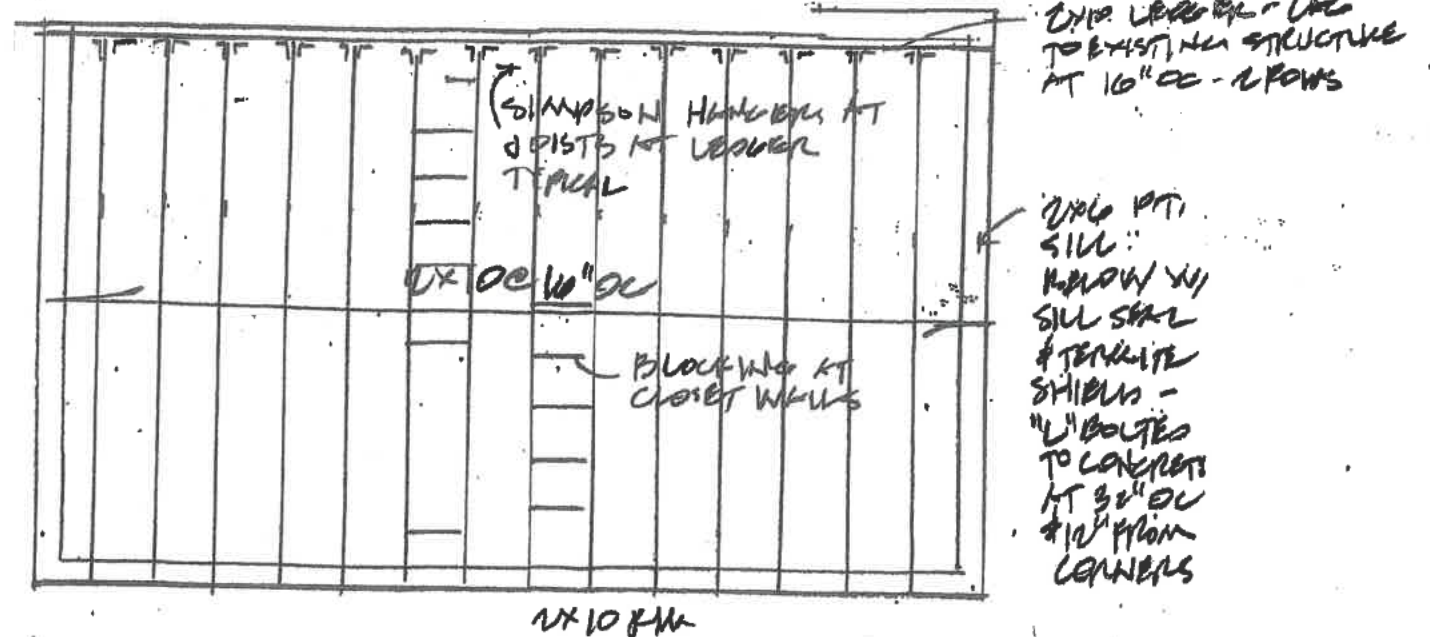 2X10 LEDGER - LAG
TO EXISTING STRUCTURE
AT 16" OC - 2 ROWS
SIMPSON HANGERS AT
JOISTS AT LEDGER
TYPICAL
2X6 PT.
SILL
BELOW W/
SILL SEAL
& TERMITE
SHIELD -
"L" BOLTED
TO CONCRETE
AT 32" OC
& 12" FROM
CORNERS
2X10 @ 16" OC
BLOCKING AT
CLOSET WALLS
2X10